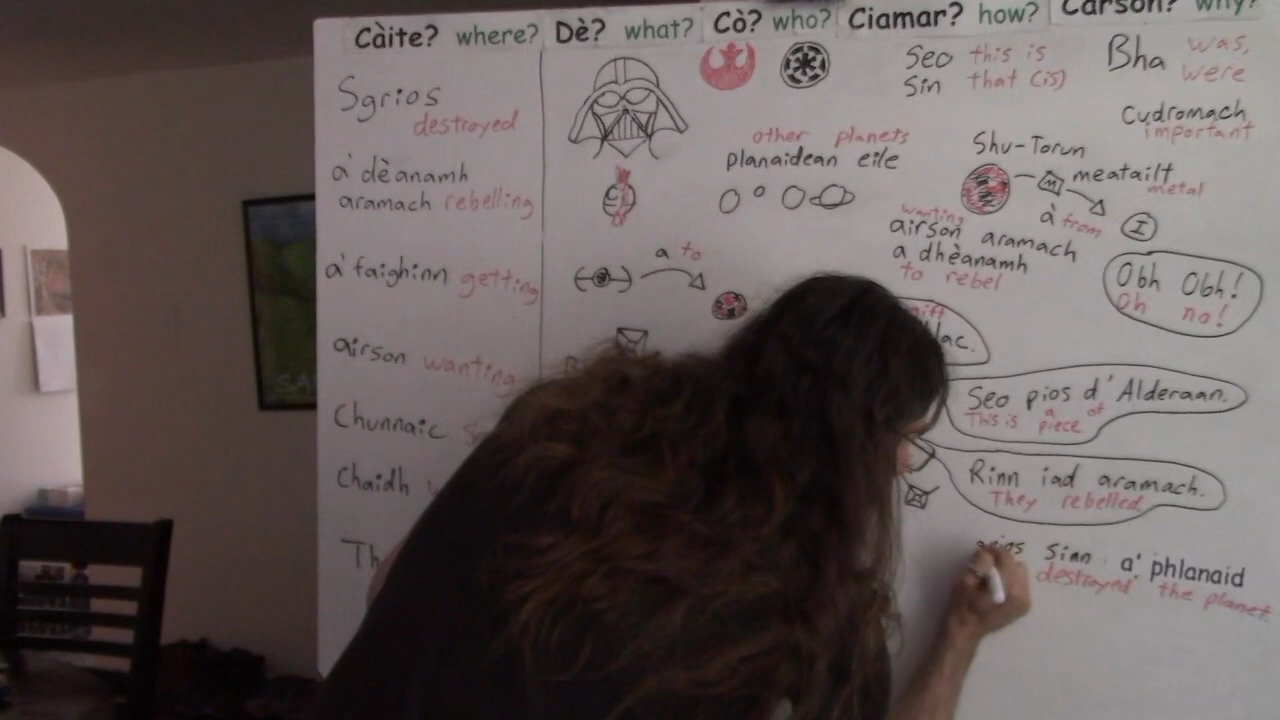 Càite? where? Dè? what? Cò? who? Ciamar? how? Carson? why?
Sgrios
destroyed
a' dèanamh
aramach rebelling
a' faighinn getting
airson wanting
Chunnaic
Chaidh
Th
a to
other planets
planaidean eile
Seo this is
Sin that (is)
Bha was,
were
Cudromach
important
Shu-Torun
meatailt
metal
à from
I
wanting
airson aramach
a dhèanamh
to rebel
Obh Obh!
Oh no!
Seo pìos d' Alderaan.
This is a piece of
Rinn iad aramach.
They rebelled
sinn a' phlanaid
destroyed the planet